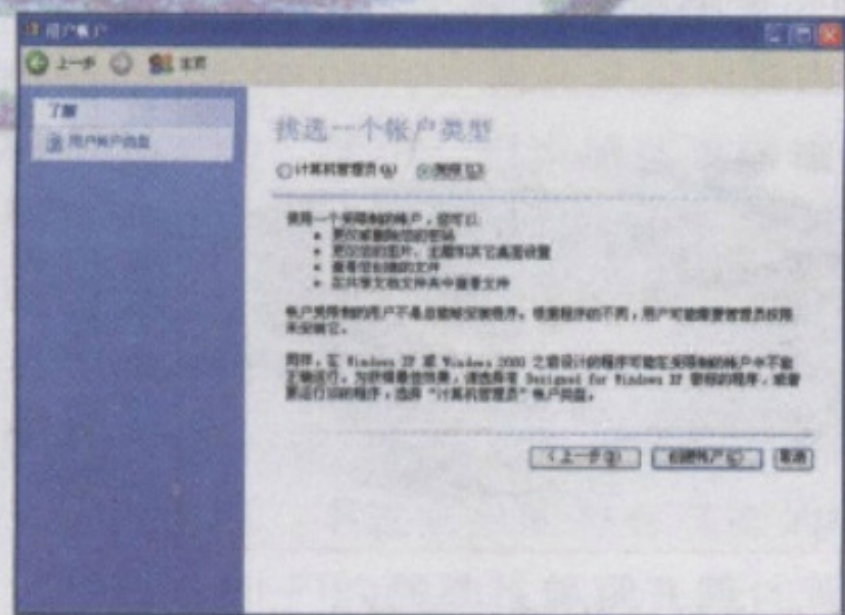 用户帐户
上一步 主页
了解
用户帐户类型
挑选一个帐户类型
计算机管理员(A) 受限(L)
使用一个受限制的帐户，您可以:
更改或删除您的密码
更改您的图片、主题和其它桌面设置
查看您创建的文件
在共享文档文件夹中查看文件
帐户受限制的用户不是总能够安装程序。根据程序的不同，用户可能需要管理员权限
来安装它。
同样，在 Windows XP 或 Windows 2000 之前设计的程序可能在受限制的帐户中不能
正确运行。为获得最佳效果，请选择有 Designed for Windows XP 徽标的程序，或者
要运行旧的程序，选择“计算机管理员”帐户类型。
< 上一步(B) 创建帐户(C) 取消